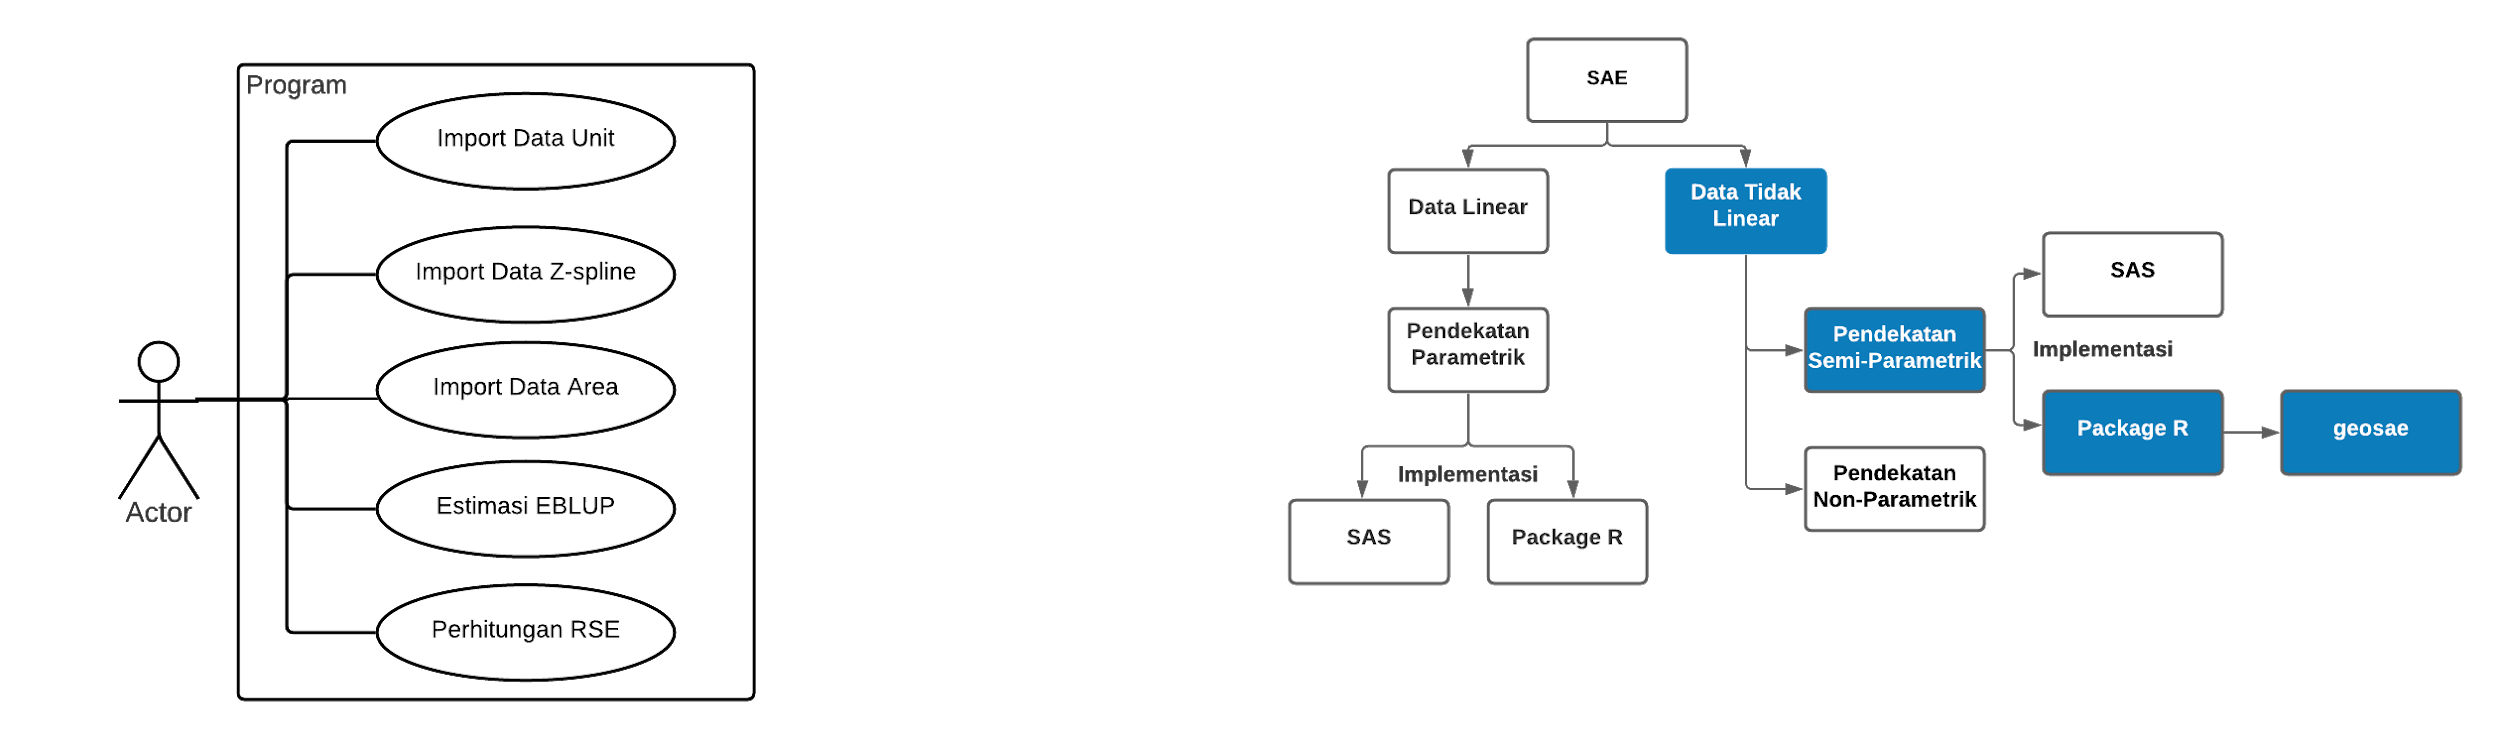 Program
Import Data Unit
Import Data Z-spline
Import Data Area
Estimasi EBLUP
Perhitungan RSE
Actor
SAE
Data Linear
Data Tidak
Linear
Pendekatan
Parametrik
Implementasi
SAS
Package R
Pendekatan
Semi-Parametrik
Pendekatan
Non-Parametrik
SAS
Implementasi
Package R
geosae